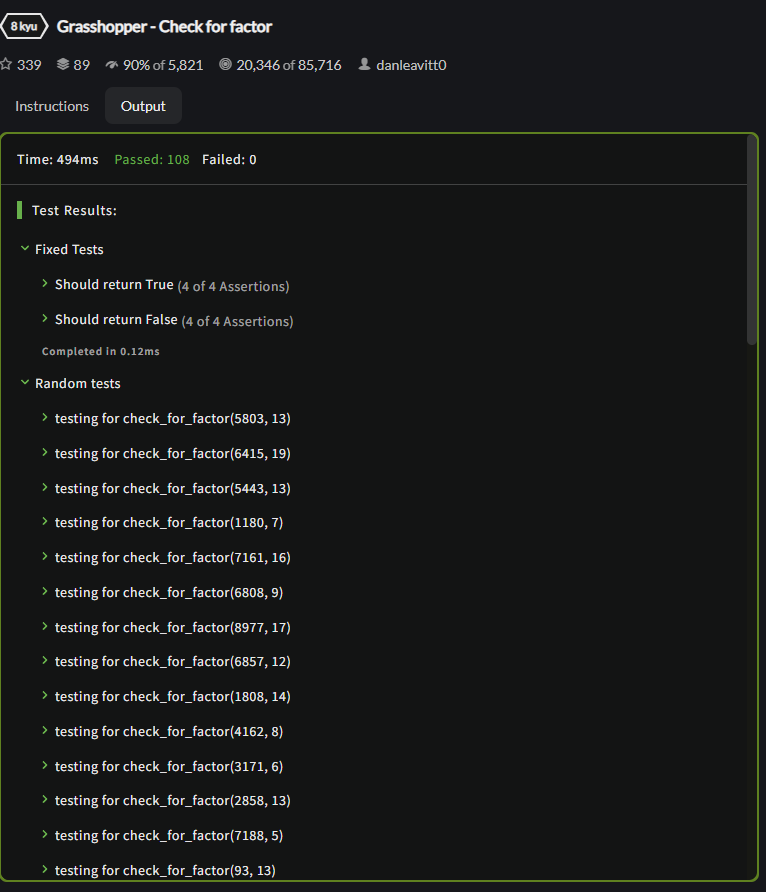 8 kyu Grasshopper - Check for factor
339 89 90% of 5,821 20,346 of 85,716 danleavitt0
Instructions Output
Time: 494ms Passed: 108 Failed: 0
Test Results:
Fixed Tests
Should return True (4 of 4 Assertions)
Should return False (4 of 4 Assertions)
Completed in 0.12ms
Random tests
testing for check_for_factor(5803, 13)
testing for check_for_factor(6415, 19)
testing for check_for_factor(5443, 13)
testing for check_for_factor(1180, 7)
testing for check_for_factor(7161, 16)
testing for check_for_factor(6808, 9)
testing for check_for_factor(8977, 17)
testing for check_for_factor(6857, 12)
testing for check_for_factor(1808, 14)
testing for check_for_factor(4162, 8)
testing for check_for_factor(3171, 6)
testing for check_for_factor(2858, 13)
testing for check_for_factor(7188, 5)
testing for check_for_factor(93, 13)